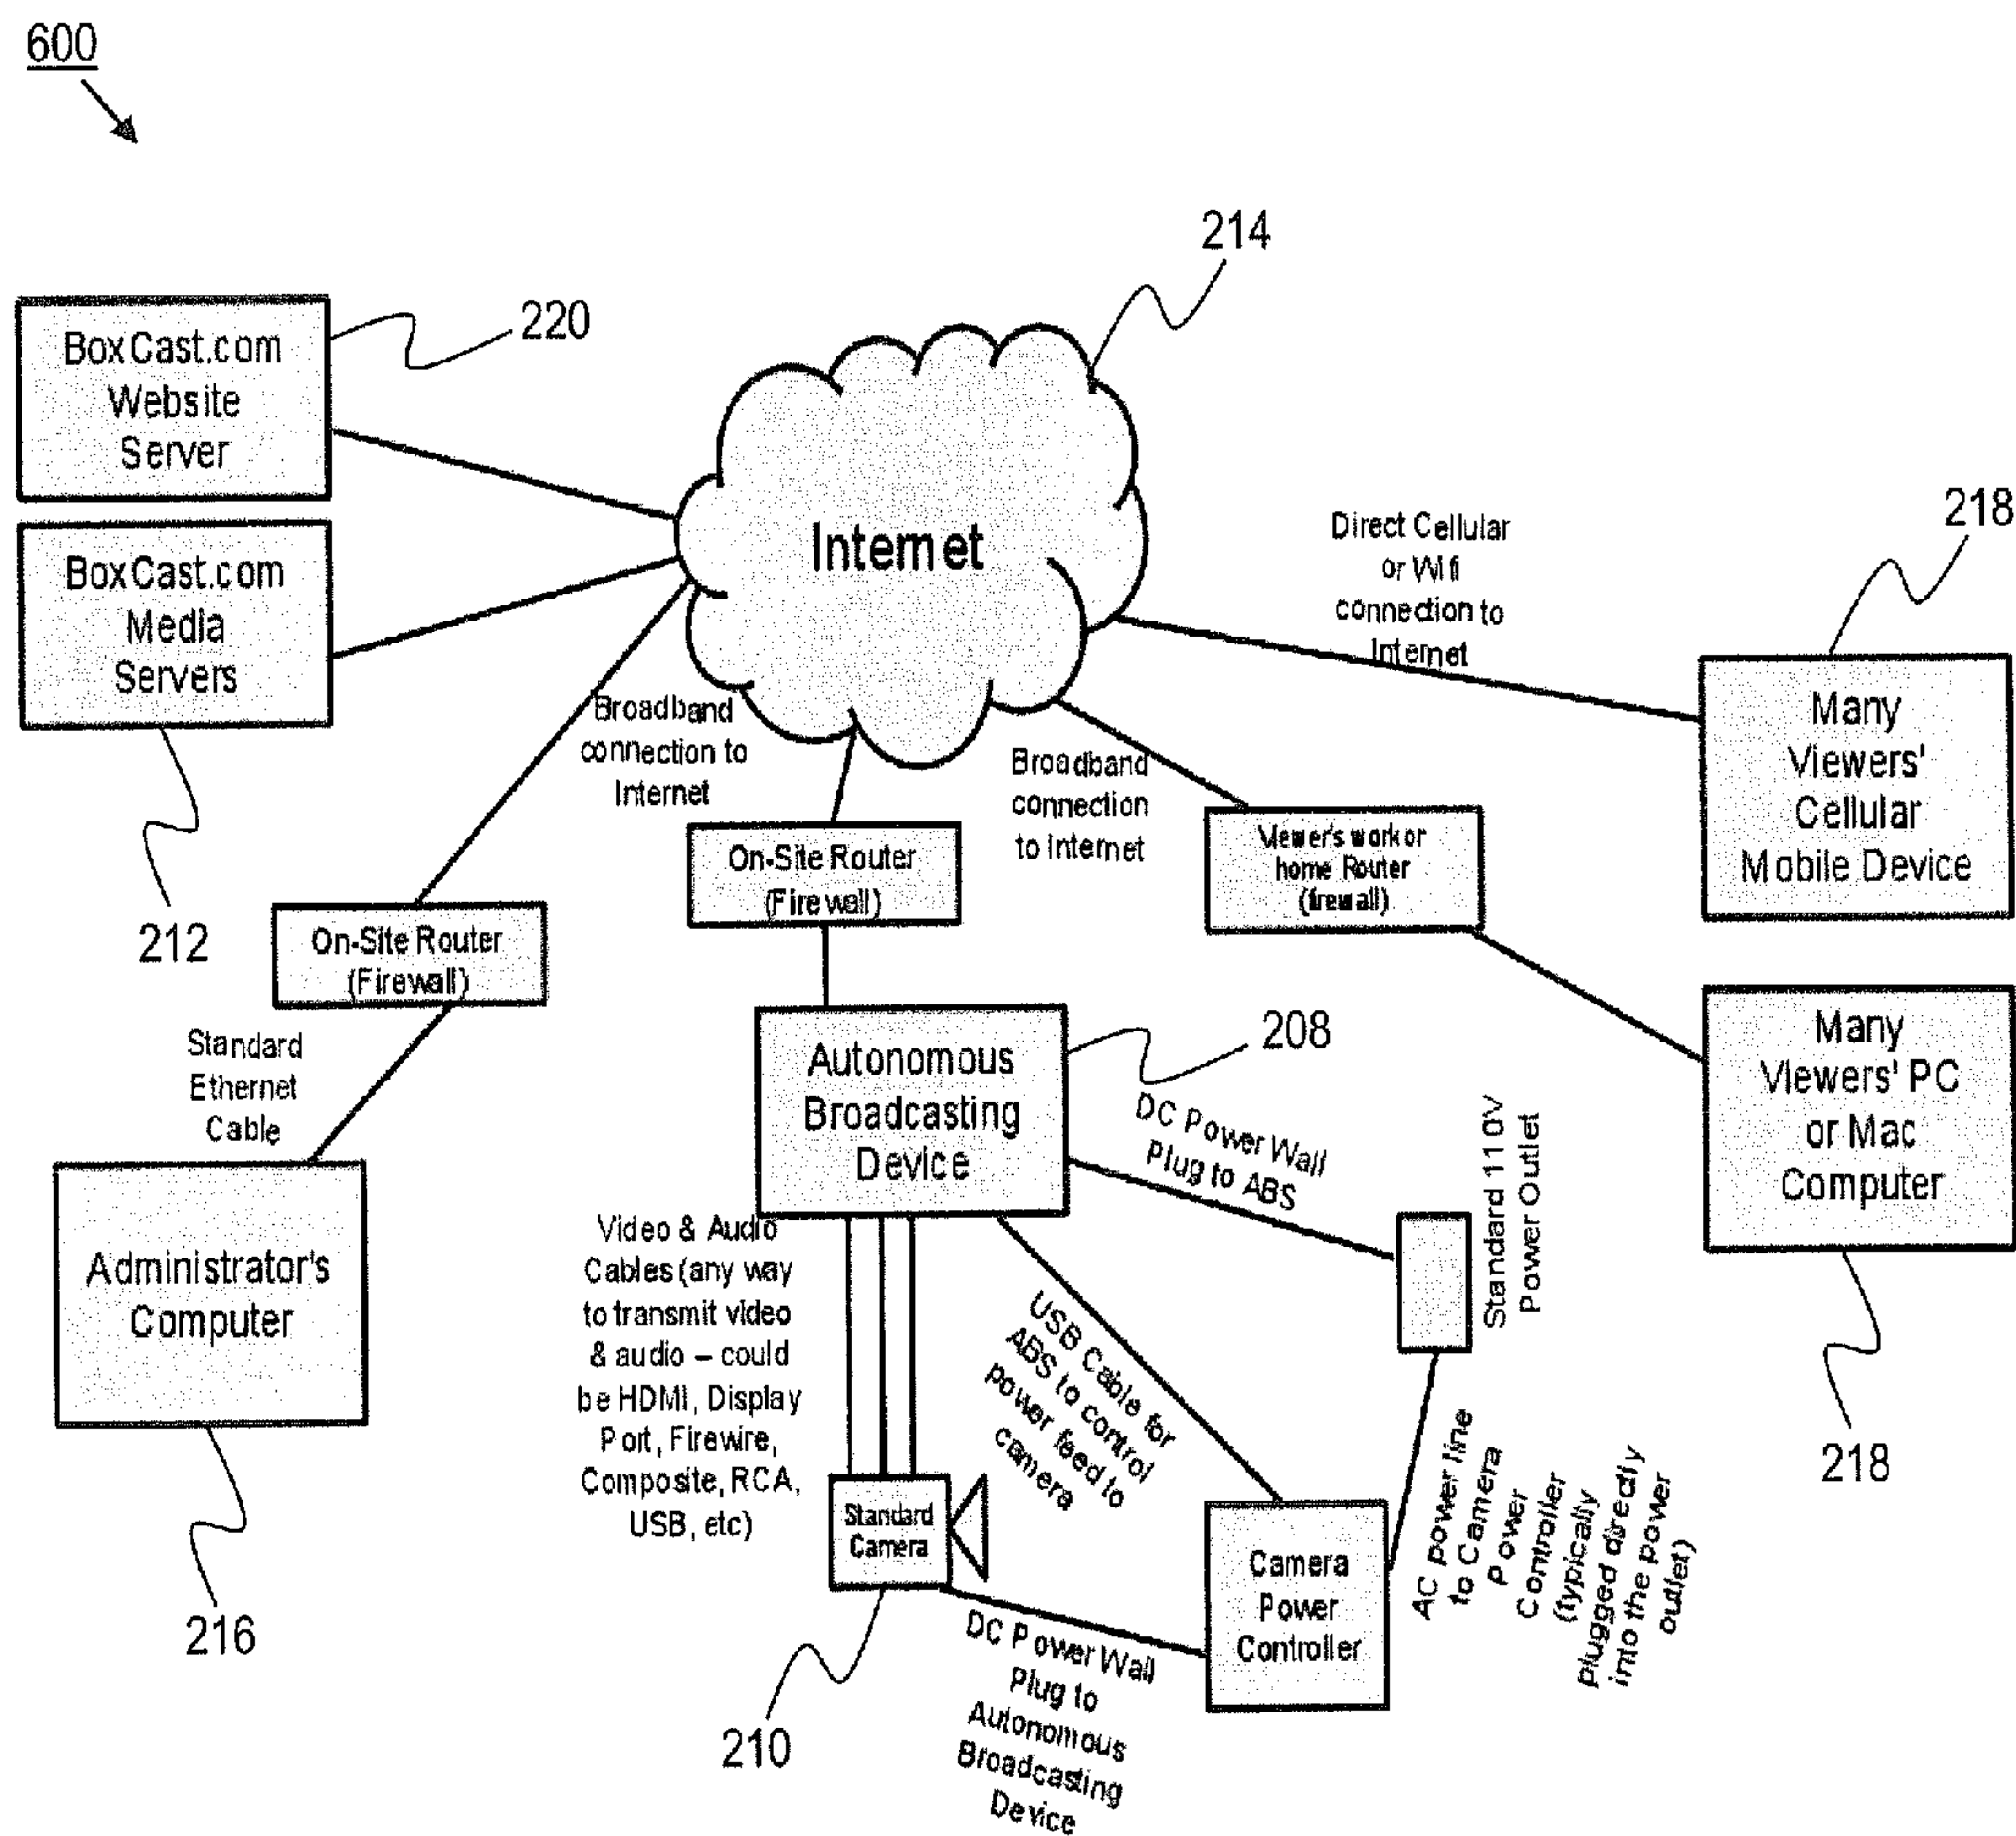 600
214
220
BoxCast.com
Website
Server
Internet
218
Direct Cellular
or Wifi
connection to
Internet
BoxCast.com
Media
Servers
Many
Viewers'
Cellular
Mobile Device
Broadband
connection to
Internet
Broadband
connection
to Internet
On-Site Router
(Firewall)
Viewer's work or
home Router
(firewall)
212
On-Site Router
(Firewall)
Standard
Ethernet
Cable
Autonomous
Broadcasting
Device
208
Many
Viewers' PC
or Mac
Computer
DC Power Wall
Plug to ABS
Standard 110V
Power Outlet
Administrator's
Computer
Video & Audio
Cables (any way
to transmit video
& audio – could
be HDMI, Display
Port, Firewire,
Composite, RCA,
USB, etc)
USB Cable for
ABS to control
power feed to
camera
218
AC power line
to Camera
Power
Controller
(typically
plugged directly
into the power
outlet)
Standard
Camera
Camera
Power
Controller
216
210
DC Power Wall
Plug to
Autonomous
Broadcasting
Device